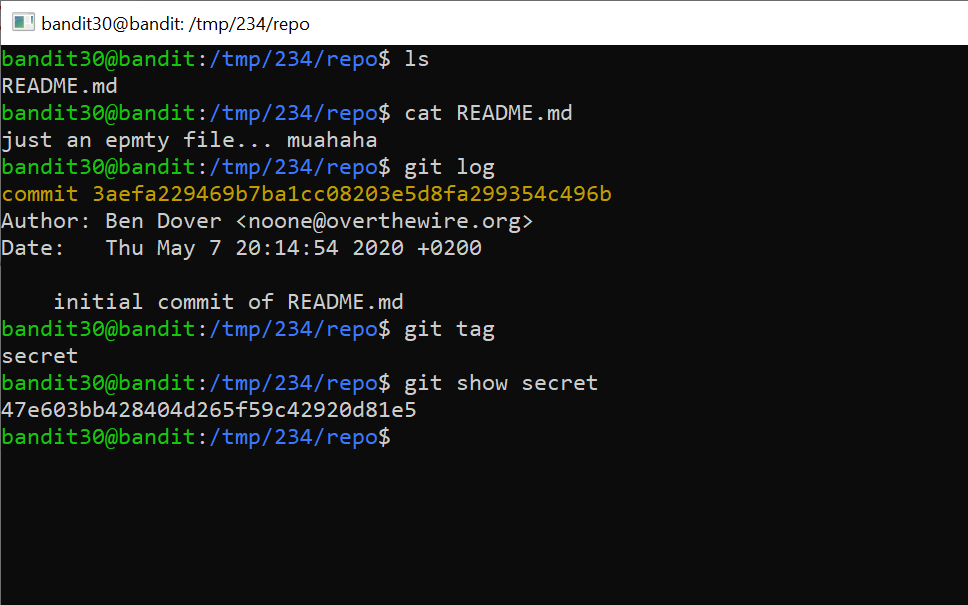 bandit30@bandit: /tmp/234/repo
bandit30@bandit:/tmp/234/repo$ ls
README.md
bandit30@bandit:/tmp/234/repo$ cat README.md
just an epmty file... muahaha
bandit30@bandit:/tmp/234/repo$ git log
commit 3aefa229469b7ba1cc08203e5d8fa299354c496b
Author: Ben Dover <noone@overthewire.org>
Date:   Thu May 7 20:14:54 2020 +0200
    initial commit of README.md
bandit30@bandit:/tmp/234/repo$ git tag
secret
bandit30@bandit:/tmp/234/repo$ git show secret
47e603bb428404d265f59c42920d81e5
bandit30@bandit:/tmp/234/repo$